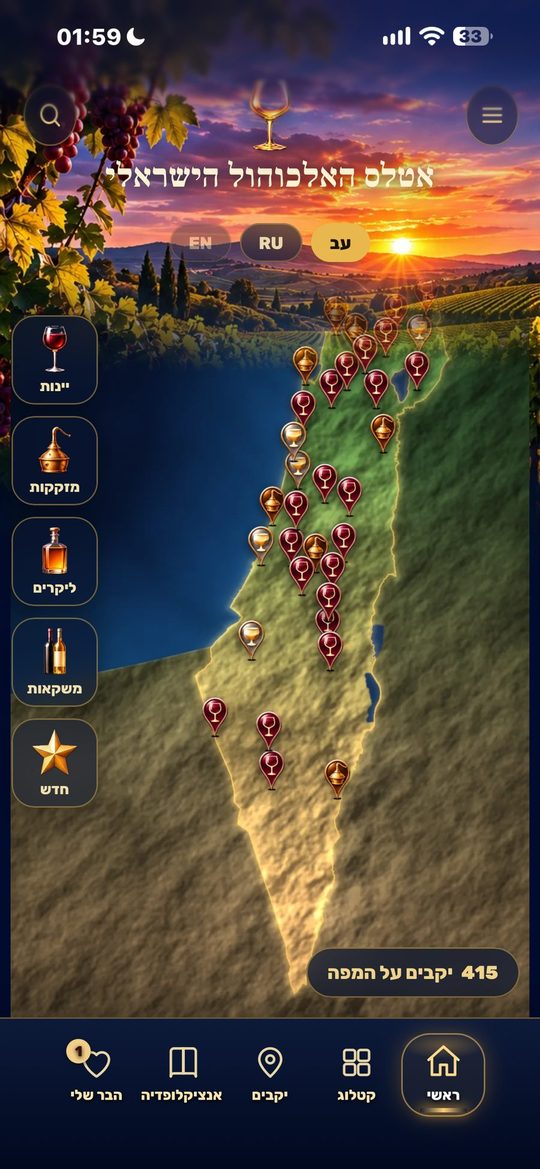 01:59
33
אטלס האלכוהול הישראלי
עב
RU
EN
יינות
מזקקות
ליקרים
משקאות
חדש
415 יקבים על המפה
ראשי
קטלוג
יקבים
אנציקלופדיה
הבר שלי
1